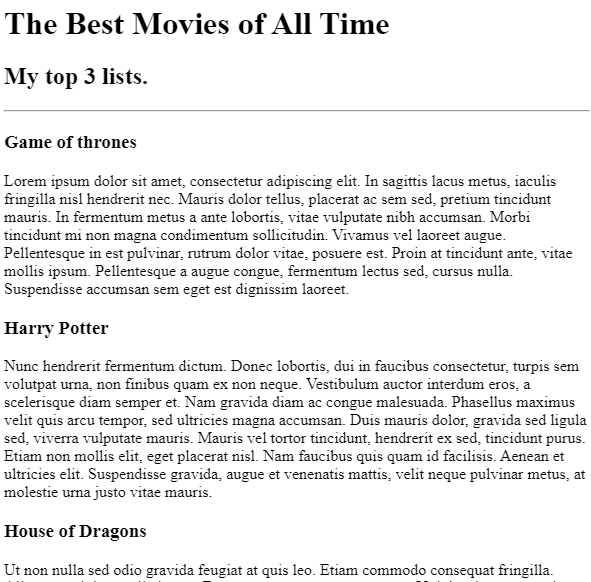 The Best Movies of All Time
My top 3 lists.
Game of thrones
Lorem ipsum dolor sit amet, consectetur adipiscing elit. In sagittis lacus metus, iaculis
fringilla nisl hendrerit nec. Mauris dolor tellus, placerat ac sem sed, pretium tincidunt
mauris. In fermentum metus a ante lobortis, vitae vulputate nibh accumsan. Morbi
tincidunt mi non magna condimentum sollicitudin. Vivamus vel laoreet augue.
Pellentesque in est pulvinar, rutrum dolor vitae, posuere est. Proin at tincidunt ante, vitae
mollis ipsum. Pellentesque a augue congue, fermentum lectus sed, cursus nulla.
Suspendisse accumsan sem eget est dignissim laoreet.
Harry Potter
Nunc hendrerit fermentum dictum. Donec lobortis, dui in faucibus consectetur, turpis sem
volutpat urna, non finibus quam ex non neque. Vestibulum auctor interdum eros, a
scelerisque diam semper et. Nam gravida diam ac congue malesuada. Phasellus maximus
velit quis arcu tempor, sed ultricies magna accumsan. Duis mauris dolor, gravida sed ligula
sed, viverra vulputate mauris. Mauris vel tortor tincidunt, hendrerit ex sed, tincidunt purus.
Etiam non mollis elit, eget placerat nisl. Nam faucibus quis quam id facilisis. Aenean et
ultricies elit. Suspendisse gravida, augue et venenatis mattis, velit neque pulvinar metus, at
molestie urna justo vitae mauris.
House of Dragons
Ut non nulla sed odio gravida feugiat at quis leo. Etiam commodo consequat fringilla.